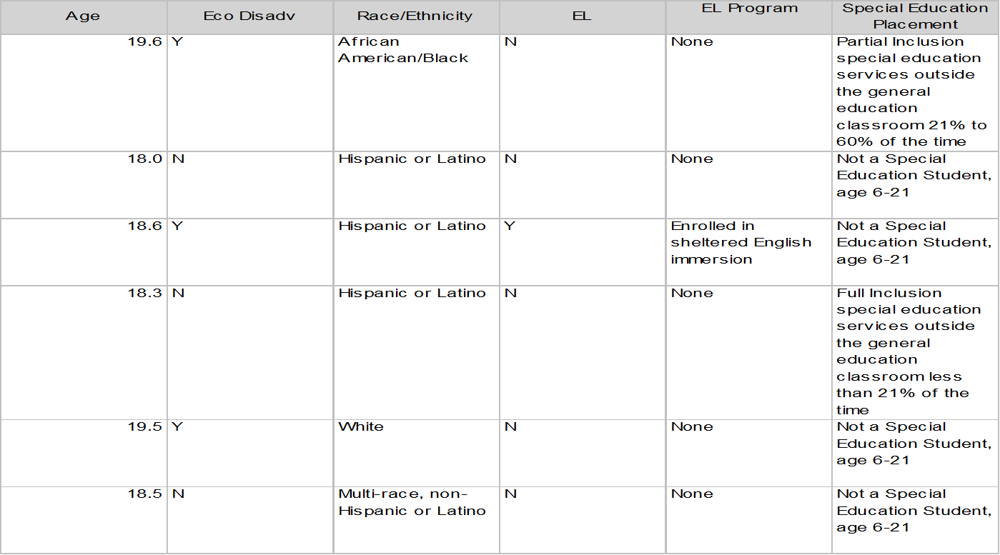 Age Eco Disadv Race/Ethnicity EL EL Program Special Education
Placement
19.6 Y African N None Partial Inclusion
American/Black special education
services outside
the general
education
classroom 21% to
60% of the time
18.0 N Hispanic or Latino N None Not a Special
Education Student,
age 6-21
18.6 Y Hispanic or Latino Y Enrolled in Not a Special
sheltered English Education Student,
immersion age 6-21
18.3 N Hispanic or Latino N None Full Inclusion
special education
services outside
the general
education
classroom less
than 21% of the
time
19.5 Y White N None Not a Special
Education Student,
age 6-21
18.5 N Multi-race, non- N None Not a Special
Hispanic or Latino Education Student,
age 6-21